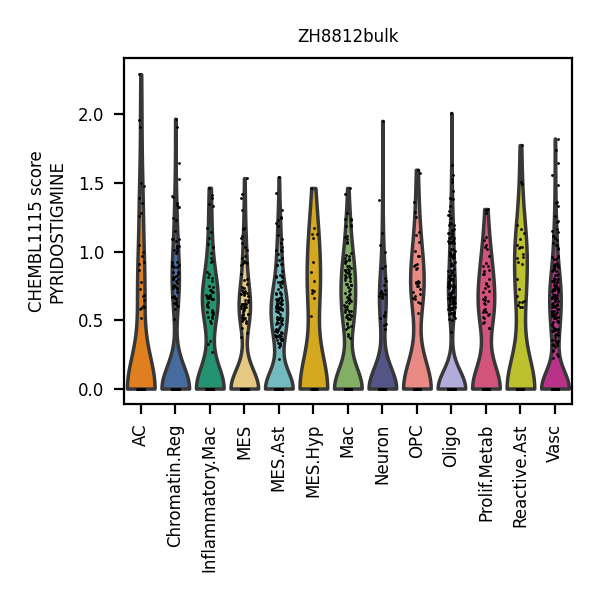 ZH8812bulk
CHEMBL1115 score
PYRIDOSTIGMINE
2.0
1.5
1.0
0.5
0.0
AC
Chromatin.Reg
Inflammatory.Mac
MES
MES.Ast
MES.Hyp
Mac
Neuron
OPC
Oligo
Prolif.Metab
Reactive.Ast
Vasc